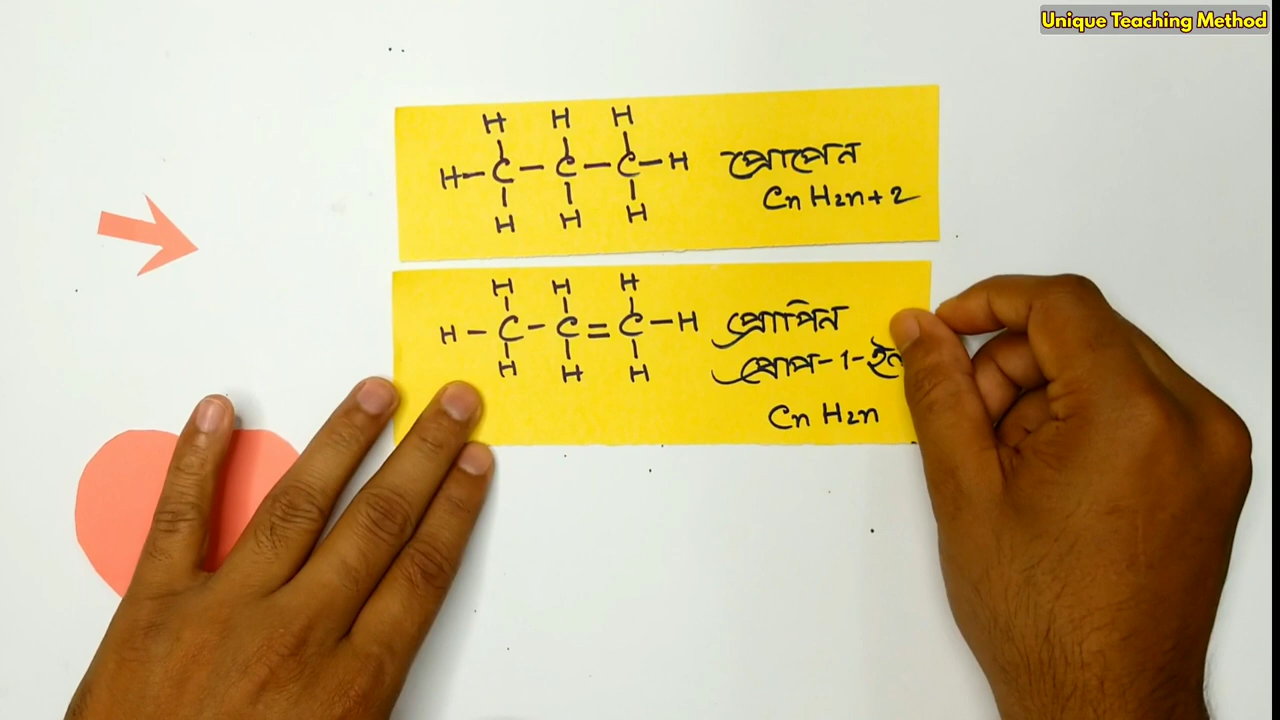 Unique Teaching Method
H H H
H-C-C-C-H
H H H
প্রোপেন
CnH2n+2
H H H
H-C-C=C-H
H H H
প্রোপিন
প্রোপ-1-ইন
CnH2n